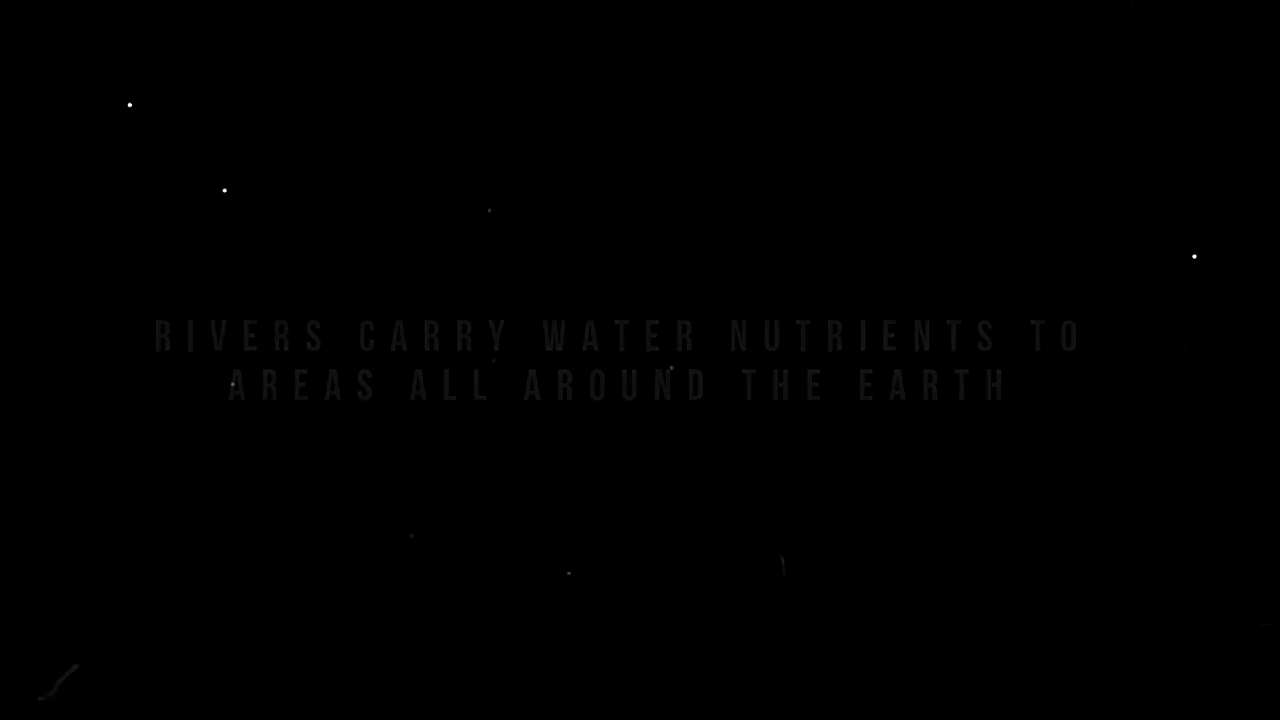 RIVERS CARRY WATER NUTRIENTS TO
AREAS ALL AROUND THE EARTH